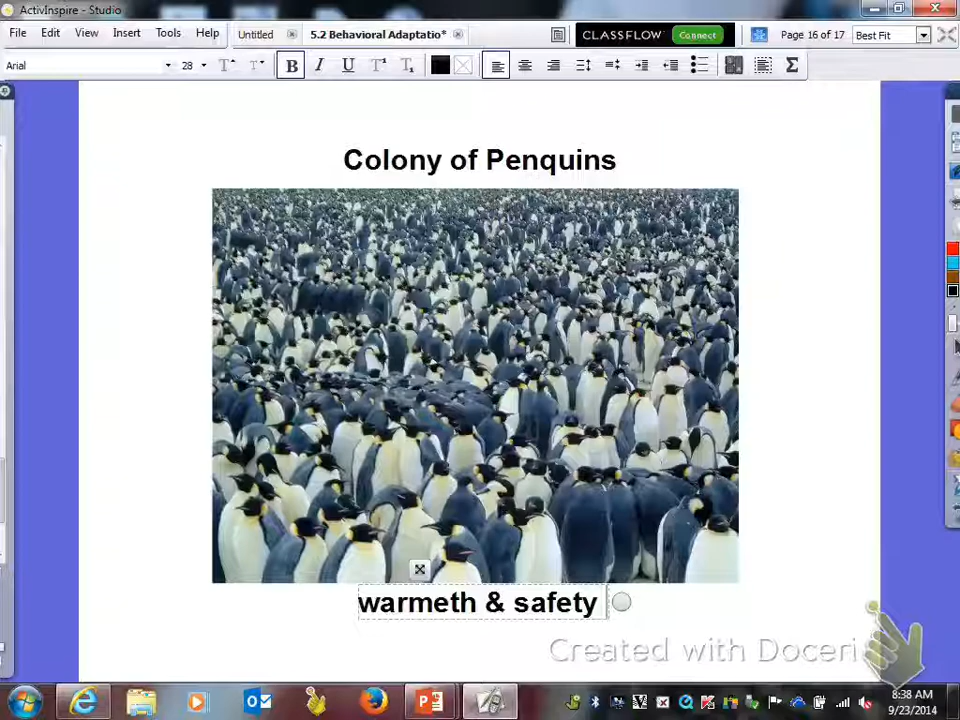 ActivInspire - Studio
File Edit View Insert Tools Help Untitled 5.2 Behavioral Adaptatio* CLASSFLOW Connect Page 16 of 17 Best Fit
Arial 28 B I U T T Σ
Colony of Penquins
warmeth & safety
Created with Doceri
8:38 AM
9/23/2014